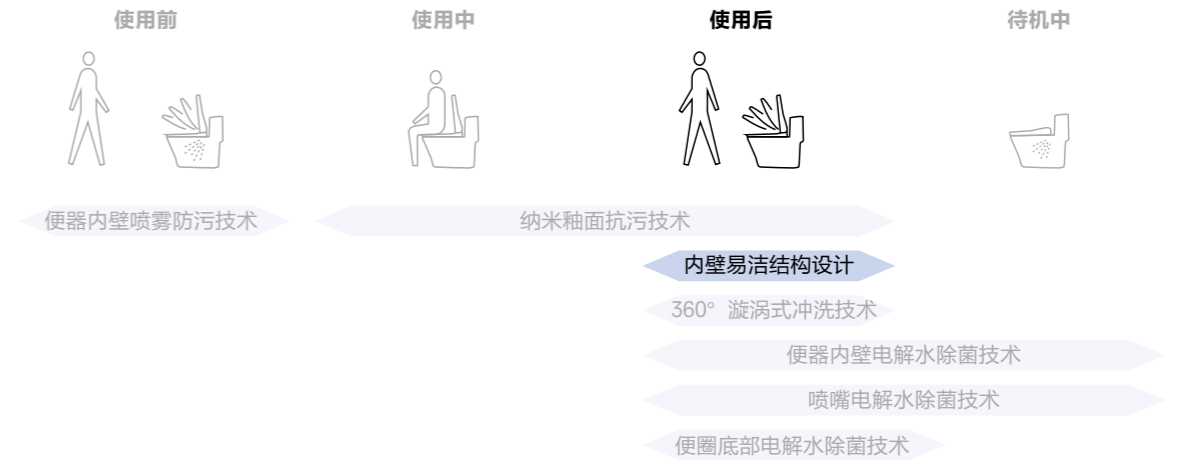 使用前
使用中
使用后
待机中
便器内壁喷雾防污技术
纳米釉面抗污技术
内壁易洁结构设计
360° 漩涡式冲洗技术
便器内壁电解水除菌技术
喷嘴电解水除菌技术
便圈底部电解水除菌技术